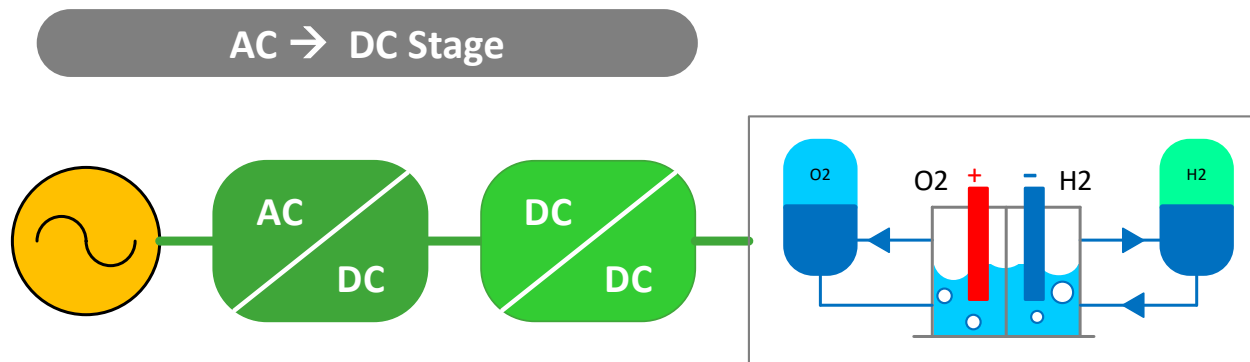 AC → DC Stage
AC
DC
DC
DC
O2
O2
+
−
H2
H2